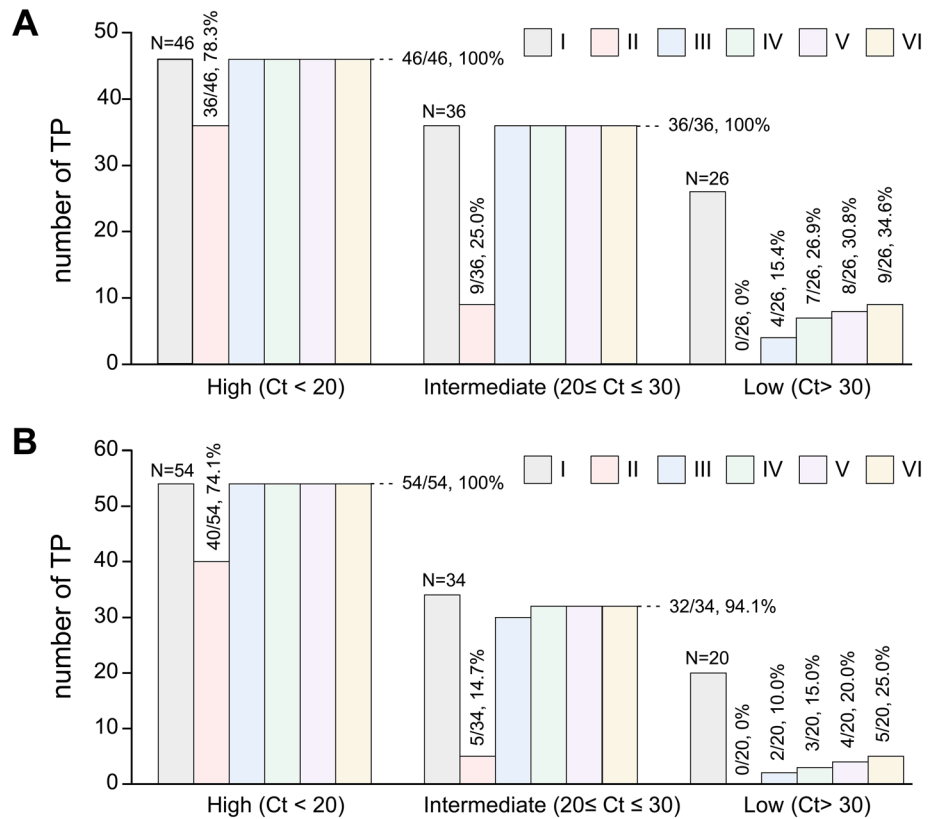 A
I II III IV V VI
number of TP
50
40
30
20
10
0
N=46
36/46, 78.3%
46/46, 100%
N=36
9/36, 25.0%
36/36, 100%
N=26
0/26, 0%
4/26, 15.4%
7/26, 26.9%
8/26, 30.8%
9/26, 34.6%
High (Ct < 20)
Intermediate (20≤ Ct ≤ 30)
Low (Ct> 30)
B
I II III IV V VI
number of TP
60
50
40
30
20
10
0
N=54
40/54, 74.1%
54/54, 100%
N=34
5/34, 14.7%
32/34, 94.1%
N=20
0/20, 0%
2/20, 10.0%
3/20, 15.0%
4/20, 20.0%
5/20, 25.0%
High (Ct < 20)
Intermediate (20≤ Ct ≤ 30)
Low (Ct> 30)